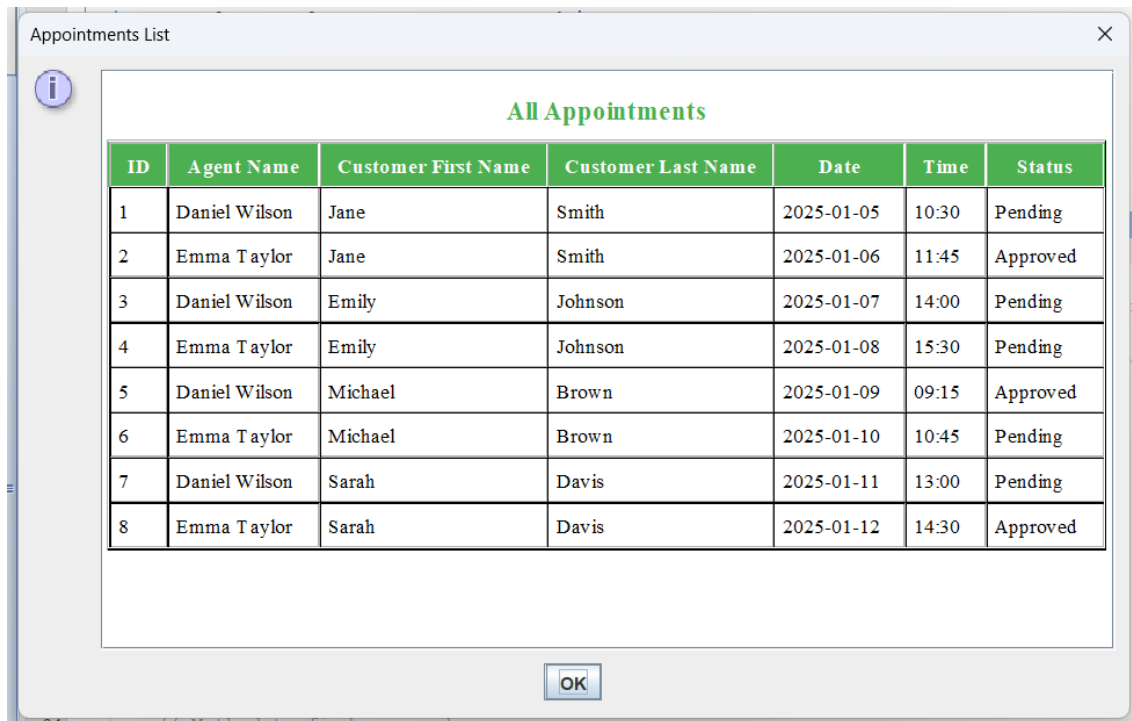 Appointments List
i
All Appointments
ID Agent Name Customer First Name Customer Last Name Date Time Status
1 Daniel Wilson Jane Smith 2025-01-05 10:30 Pending
2 Emma Taylor Jane Smith 2025-01-06 11:45 Approved
3 Daniel Wilson Emily Johnson 2025-01-07 14:00 Pending
4 Emma Taylor Emily Johnson 2025-01-08 15:30 Pending
5 Daniel Wilson Michael Brown 2025-01-09 09:15 Approved
6 Emma Taylor Michael Brown 2025-01-10 10:45 Pending
7 Daniel Wilson Sarah Davis 2025-01-11 13:00 Pending
8 Emma Taylor Sarah Davis 2025-01-12 14:30 Approved
OK